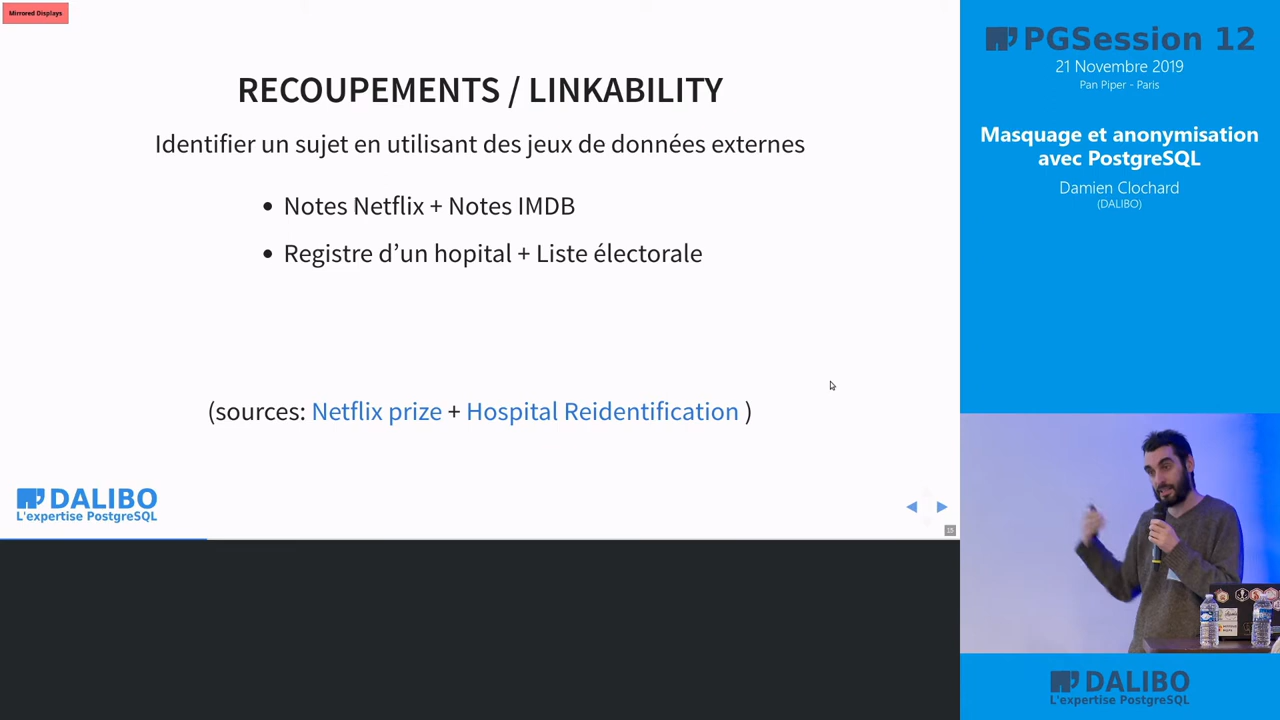 Mirrored Displays
RECOUPEMENTS / LINKABILITY
Identifier un sujet en utilisant des jeux de données externes
• Notes Netflix + Notes IMDB
• Registre d’un hopital + Liste électorale
(sources: Netflix prize + Hospital Reidentification )
DALIBO
L'expertise PostgreSQL
15
PGSession 12
21 Novembre 2019
Pan Piper - Paris
Masquage et anonymisation
avec PostgreSQL
Damien Clochard
(DALIBO)
DALIBO
L'expertise PostgreSQL